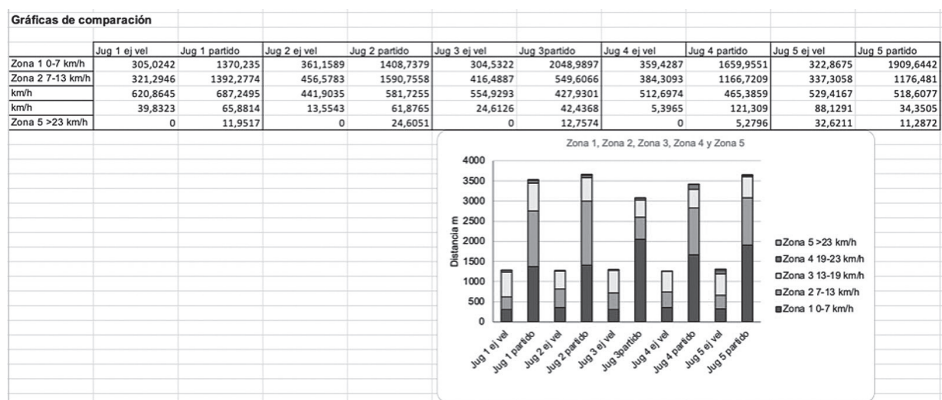 Gráficas de comparación
Jug 1 ej vel Jug 1 partido Jug 2 ej vel Jug 2 partido Jug 3 ej vel Jug 3partido Jug 4 ej vel Jug 4 partido Jug 5 ej vel Jug 5 partido
Zona 1 0-7 km/h 305,0242 1370,235 361,1589 1408,7379 304,5322 2048,9897 359,4287 1659,9551 322,8675 1909,6442
Zona 2 7-13 km/h 321,2946 1392,2774 456,5783 1590,7558 416,4887 549,6066 384,3093 1166,7209 337,3058 1176,481
km/h 620,8645 687,2495 441,9035 581,7255 554,9293 427,9301 512,6974 465,3859 529,4167 518,6077
km/h 39,8323 65,8814 13,5543 61,8765 24,6126 42,4368 5,3965 121,309 88,1291 34,3505
Zona 5 >23 km/h 0 11,9517 0 24,6051 0 12,7574 0 5,2796 32,6211 11,2872
Zona 1, Zona 2, Zona 3, Zona 4 y Zona 5
Distancia m
4000
3500
3000
2500
2000
1500
1000
500
0
Jug 1 ej vel
Jug 1 partido
Jug 2 ej vel
Jug 2 partido
Jug 3 ej vel
Jug 3partido
Jug 4 ej vel
Jug 4 partido
Jug 5 ej vel
Jug 5 partido
Zona 5 >23 km/h
Zona 4 19-23 km/h
Zona 3 13-19 km/h
Zona 2 7-13 km/h
Zona 1 0-7 km/h